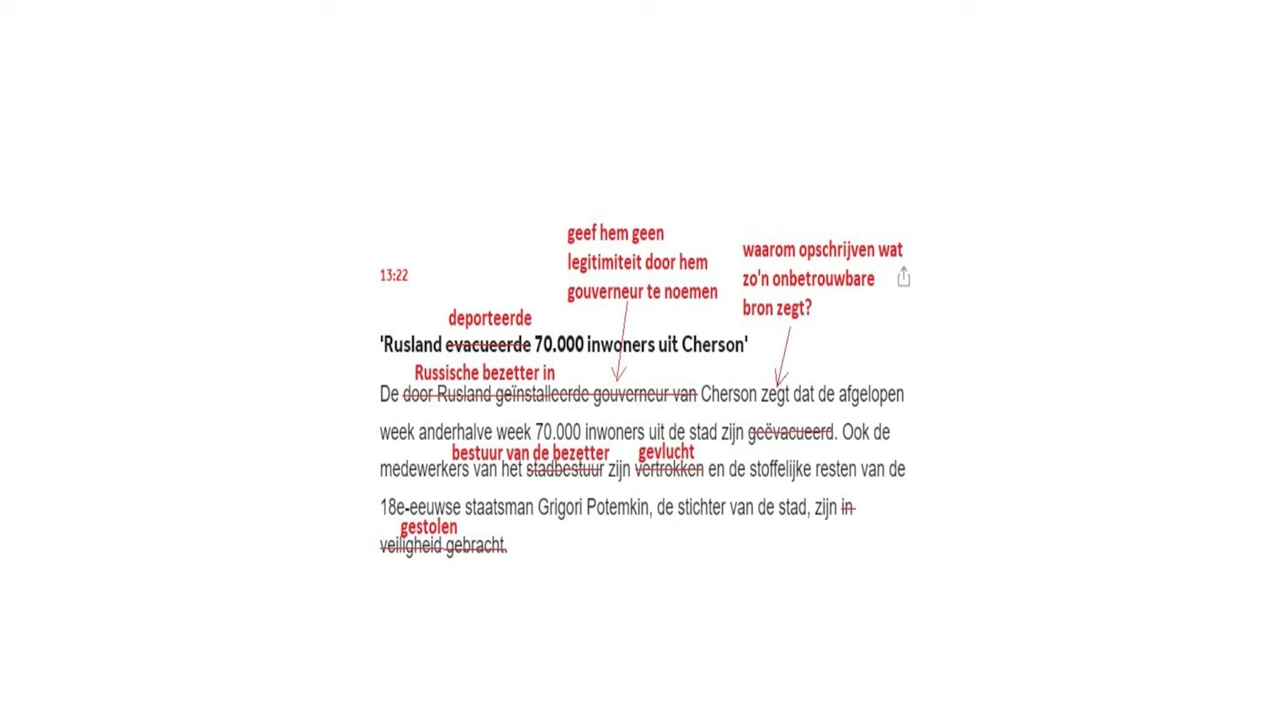 geef hem geen
legitimiteit door hem
gouverneur te noemen
waarom opschrijven wat
zo'n onbetrouwbare
bron zegt?
13:22
deporteerde
'Rusland evacueerde 70.000 inwoners uit Cherson'
Russische bezetter in
De door Rusland geïnstalleerde gouverneur van Cherson zegt dat de afgelopen
week anderhalve week 70.000 inwoners uit de stad zijn geëvacueerd. Ook de
bestuur van de bezetter gevlucht
medewerkers van het stadbestuur zijn vertrokken en de stoffelijke resten van de
18e-eeuwse staatsman Grigori Potemkin, de stichter van de stad, zijn in
gestolen
veiligheid gebracht.